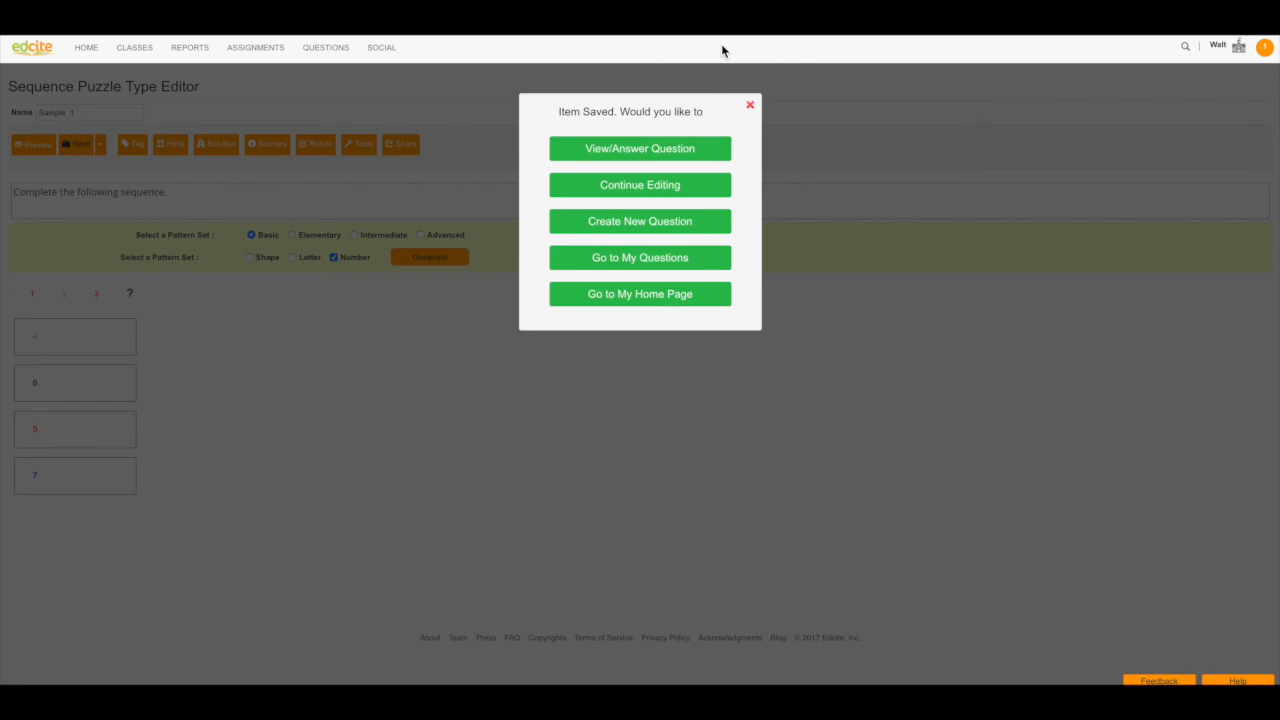 edcite
HOME CLASSES REPORTS ASSIGNMENTS QUESTIONS SOCIAL
Walt 1
Sequence Puzzle Type Editor
Name Sample 1
Preview Save Tag Hints Solution Sources Rubric Tools Share
Complete the following sequence.
Select a Pattern Set : Basic Elementary Intermediate Advanced
Select a Pattern Set : Shape Letter Number Generate
1 2 3 ?
4
6
5
7
Item Saved. Would you like to
View/Answer Question
Continue Editing
Create New Question
Go to My Questions
Go to My Home Page
About Team Press FAQ Copyrights Terms of Service Privacy Policy Acknowledgments Blog © 2017 Edcite, Inc.
Feedback Help